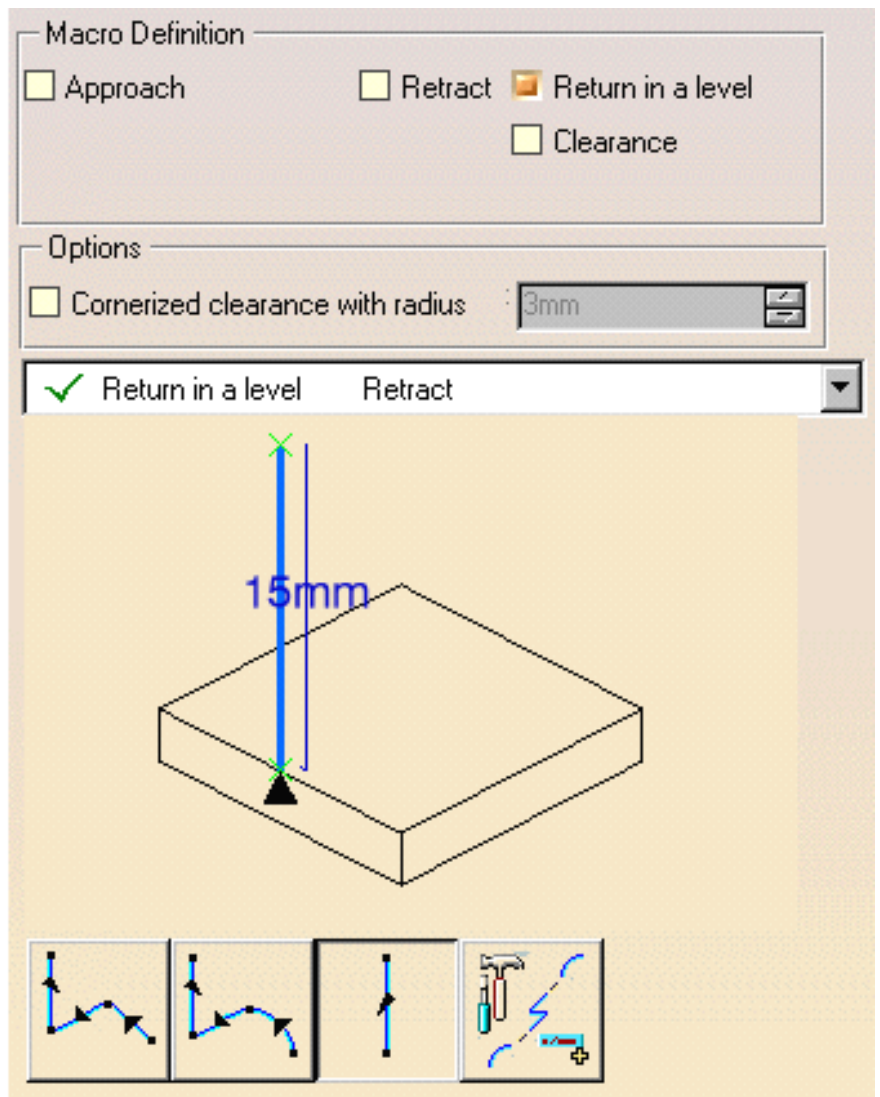 Macro Definition
Approach Retract Return in a level
Clearance
Options
Cornerized clearance with radius : 3mm
Return in a level Retract
15mm